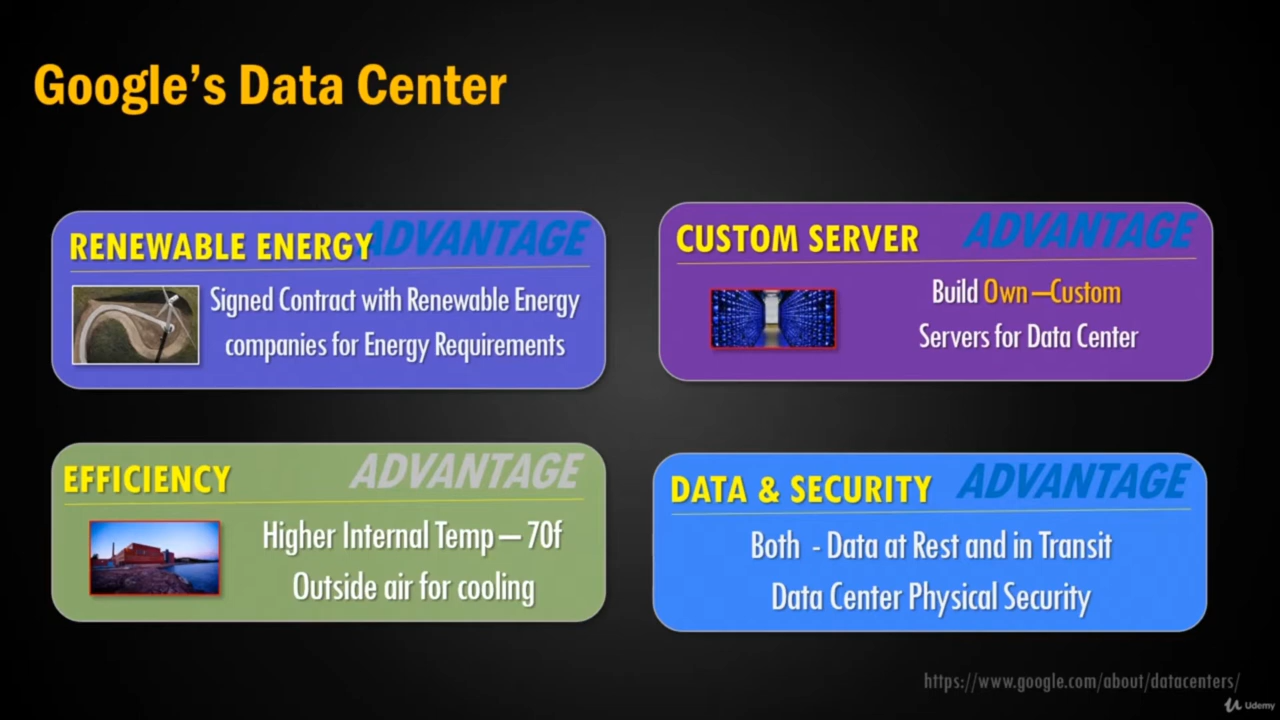 Google's Data Center
RENEWABLE ENERGY ADVANTAGE
Signed Contract with Renewable Energy
companies for Energy Requirements
CUSTOM SERVER ADVANTAGE
Build Own –Custom
Servers for Data Center
EFFICIENCY ADVANTAGE
Higher Internal Temp – 70f
Outside air for cooling
DATA & SECURITY ADVANTAGE
Both - Data at Rest and in Transit
Data Center Physical Security
https://www.google.com/about/datacenters/
Udemy